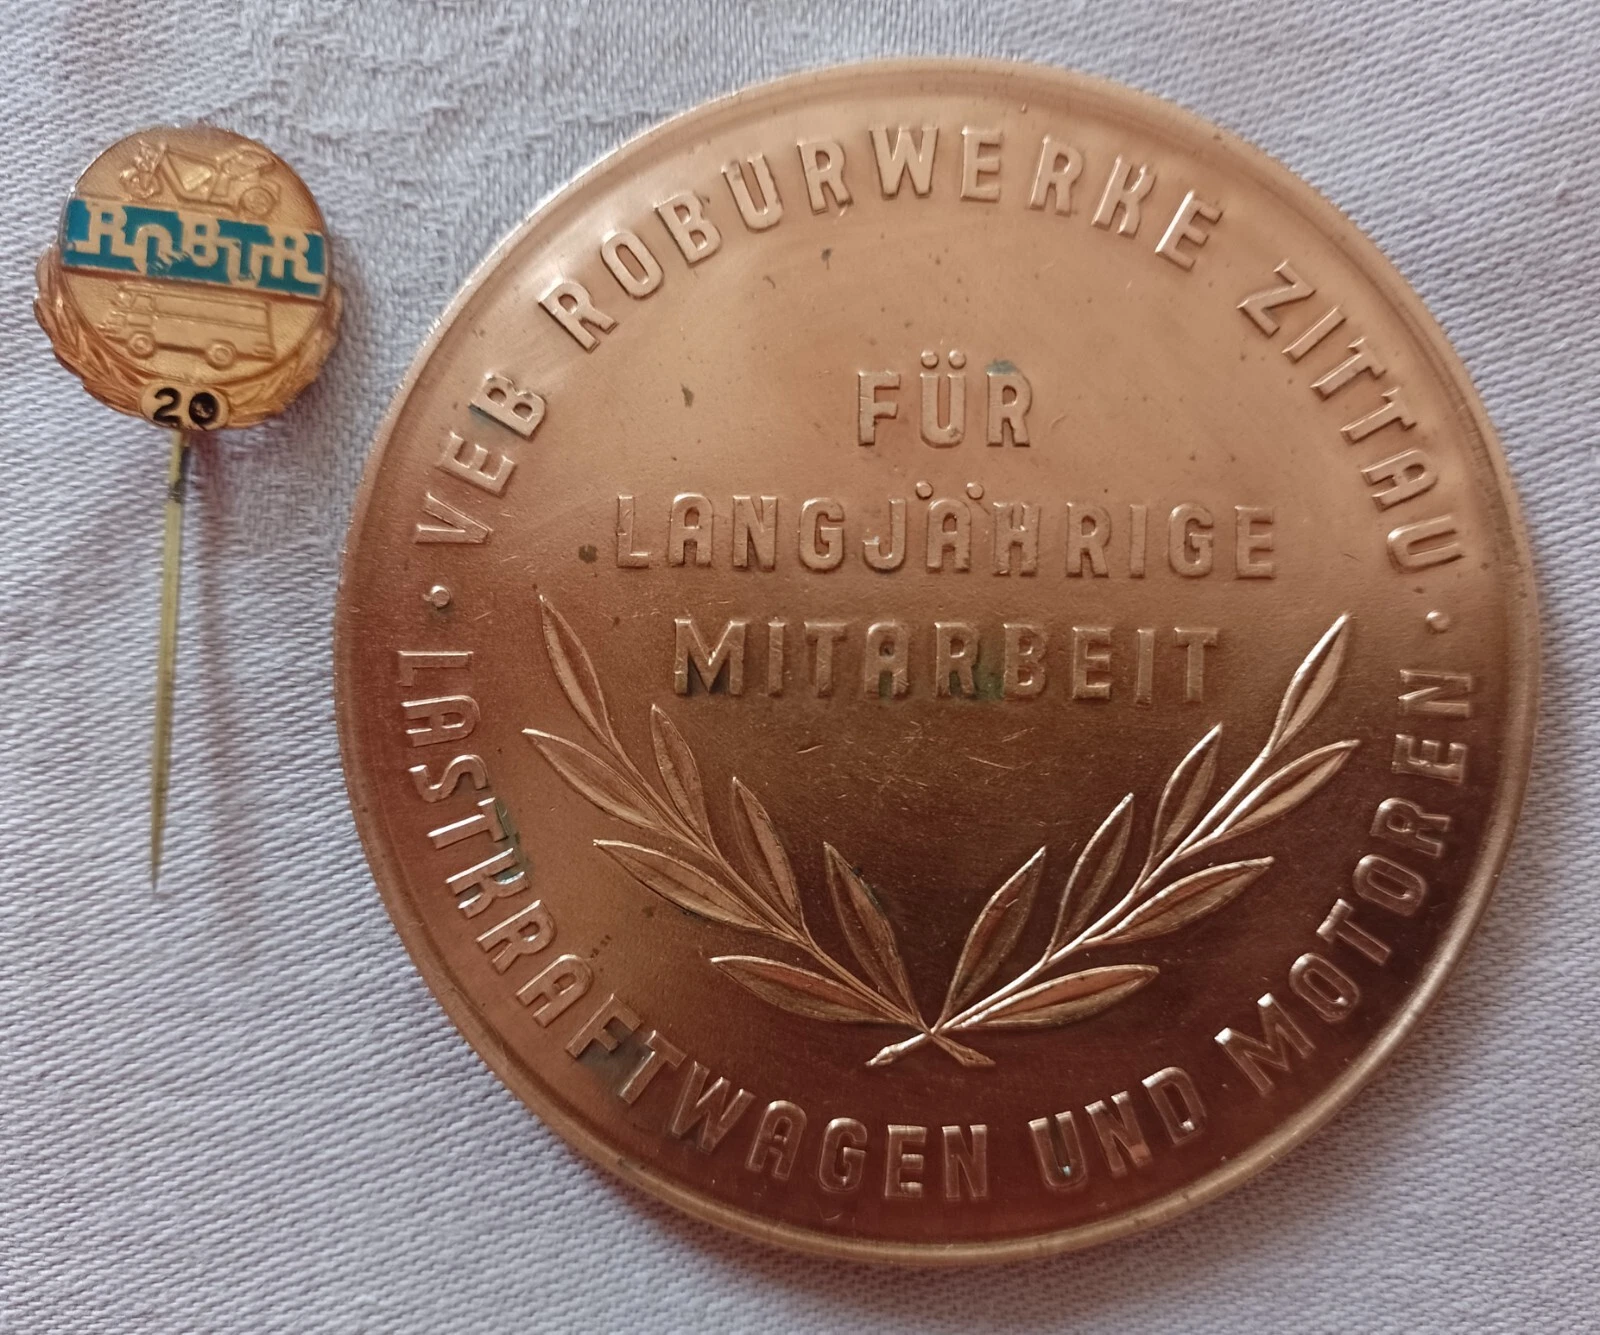 ROBUR
20
VEB ROBURWERKE ZITTAU
FÜR
LANGJÄHRIGE
MITARBEIT
LASTKRAFTWAGEN UND MOTOREN